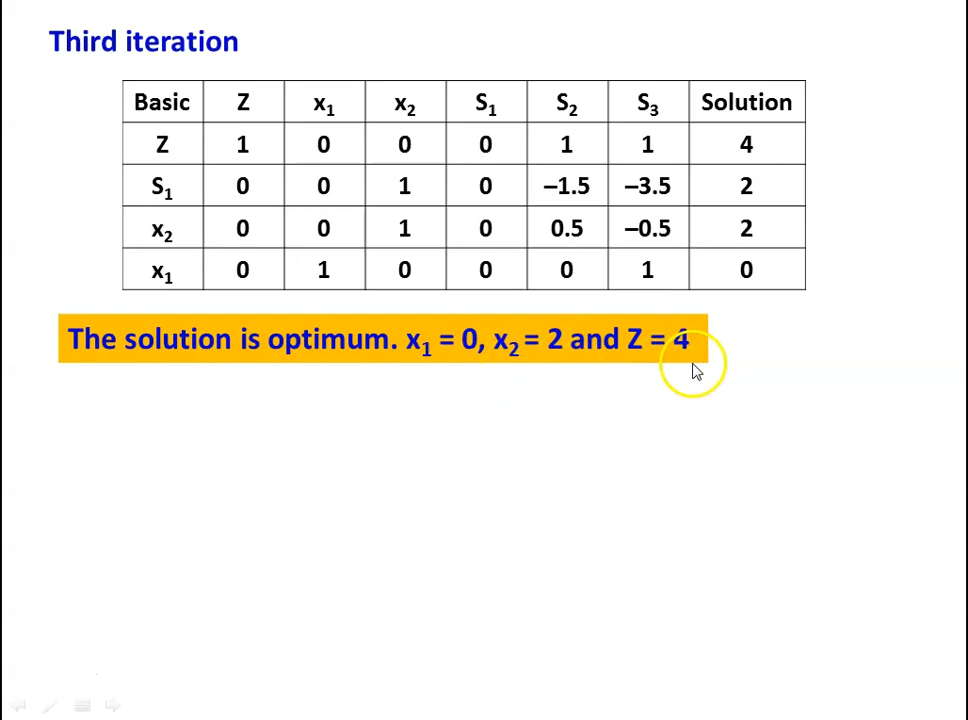 Third iteration
Basic Z x₁ x₂ S₁ S₂ S₃ Solution
Z 1 0 0 0 1 1 4
S₁ 0 0 1 0 –1.5 –3.5 2
x₂ 0 0 1 0 0.5 –0.5 2
x₁ 0 1 0 0 0 1 0
The solution is optimum. x₁ = 0, x₂ = 2 and Z = 4